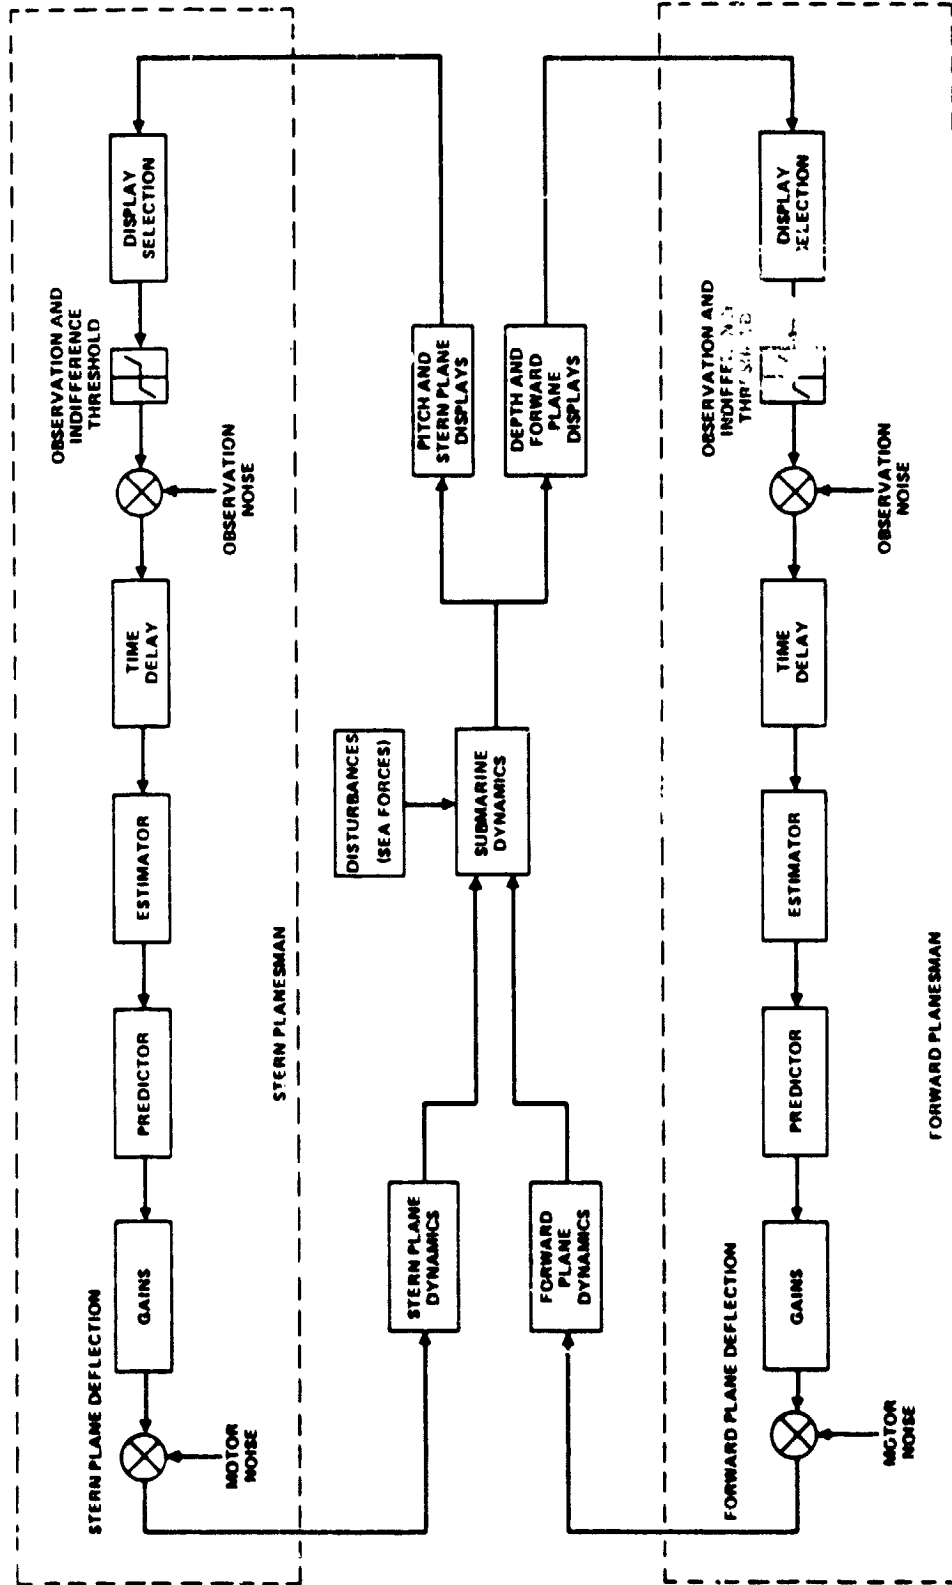 STERN PLANE DEFLECTION
OBSERVATION AND
INDIFFERENCE
THRESHOLD
GAINS
PREDICTOR
ESTIMATOR
TIME
DELAY
DISPLAY
SELECTION
MOTOR
NOISE
OBSERVATION
NOISE
STERN PLANESMAN
DISTURBANCES
(SEA FORCES)
STERN PLANE
DYNAMICS
PITCH AND
STERN PLANE
DISPLAYS
SUBMARINE
DYNAMICS
FORWARD
PLANE
DYNAMICS
DEPTH AND
FORWARD
PLANE
DISPLAYS
FORWARD PLANE DEFLECTION
OBSERVATION AND
GAINS
PREDICTOR
ESTIMATOR
TIME
DELAY
DISPLAY
MOTOR
NOISE
OBSERVATION
NOISE
FORWARD PLANESMAN